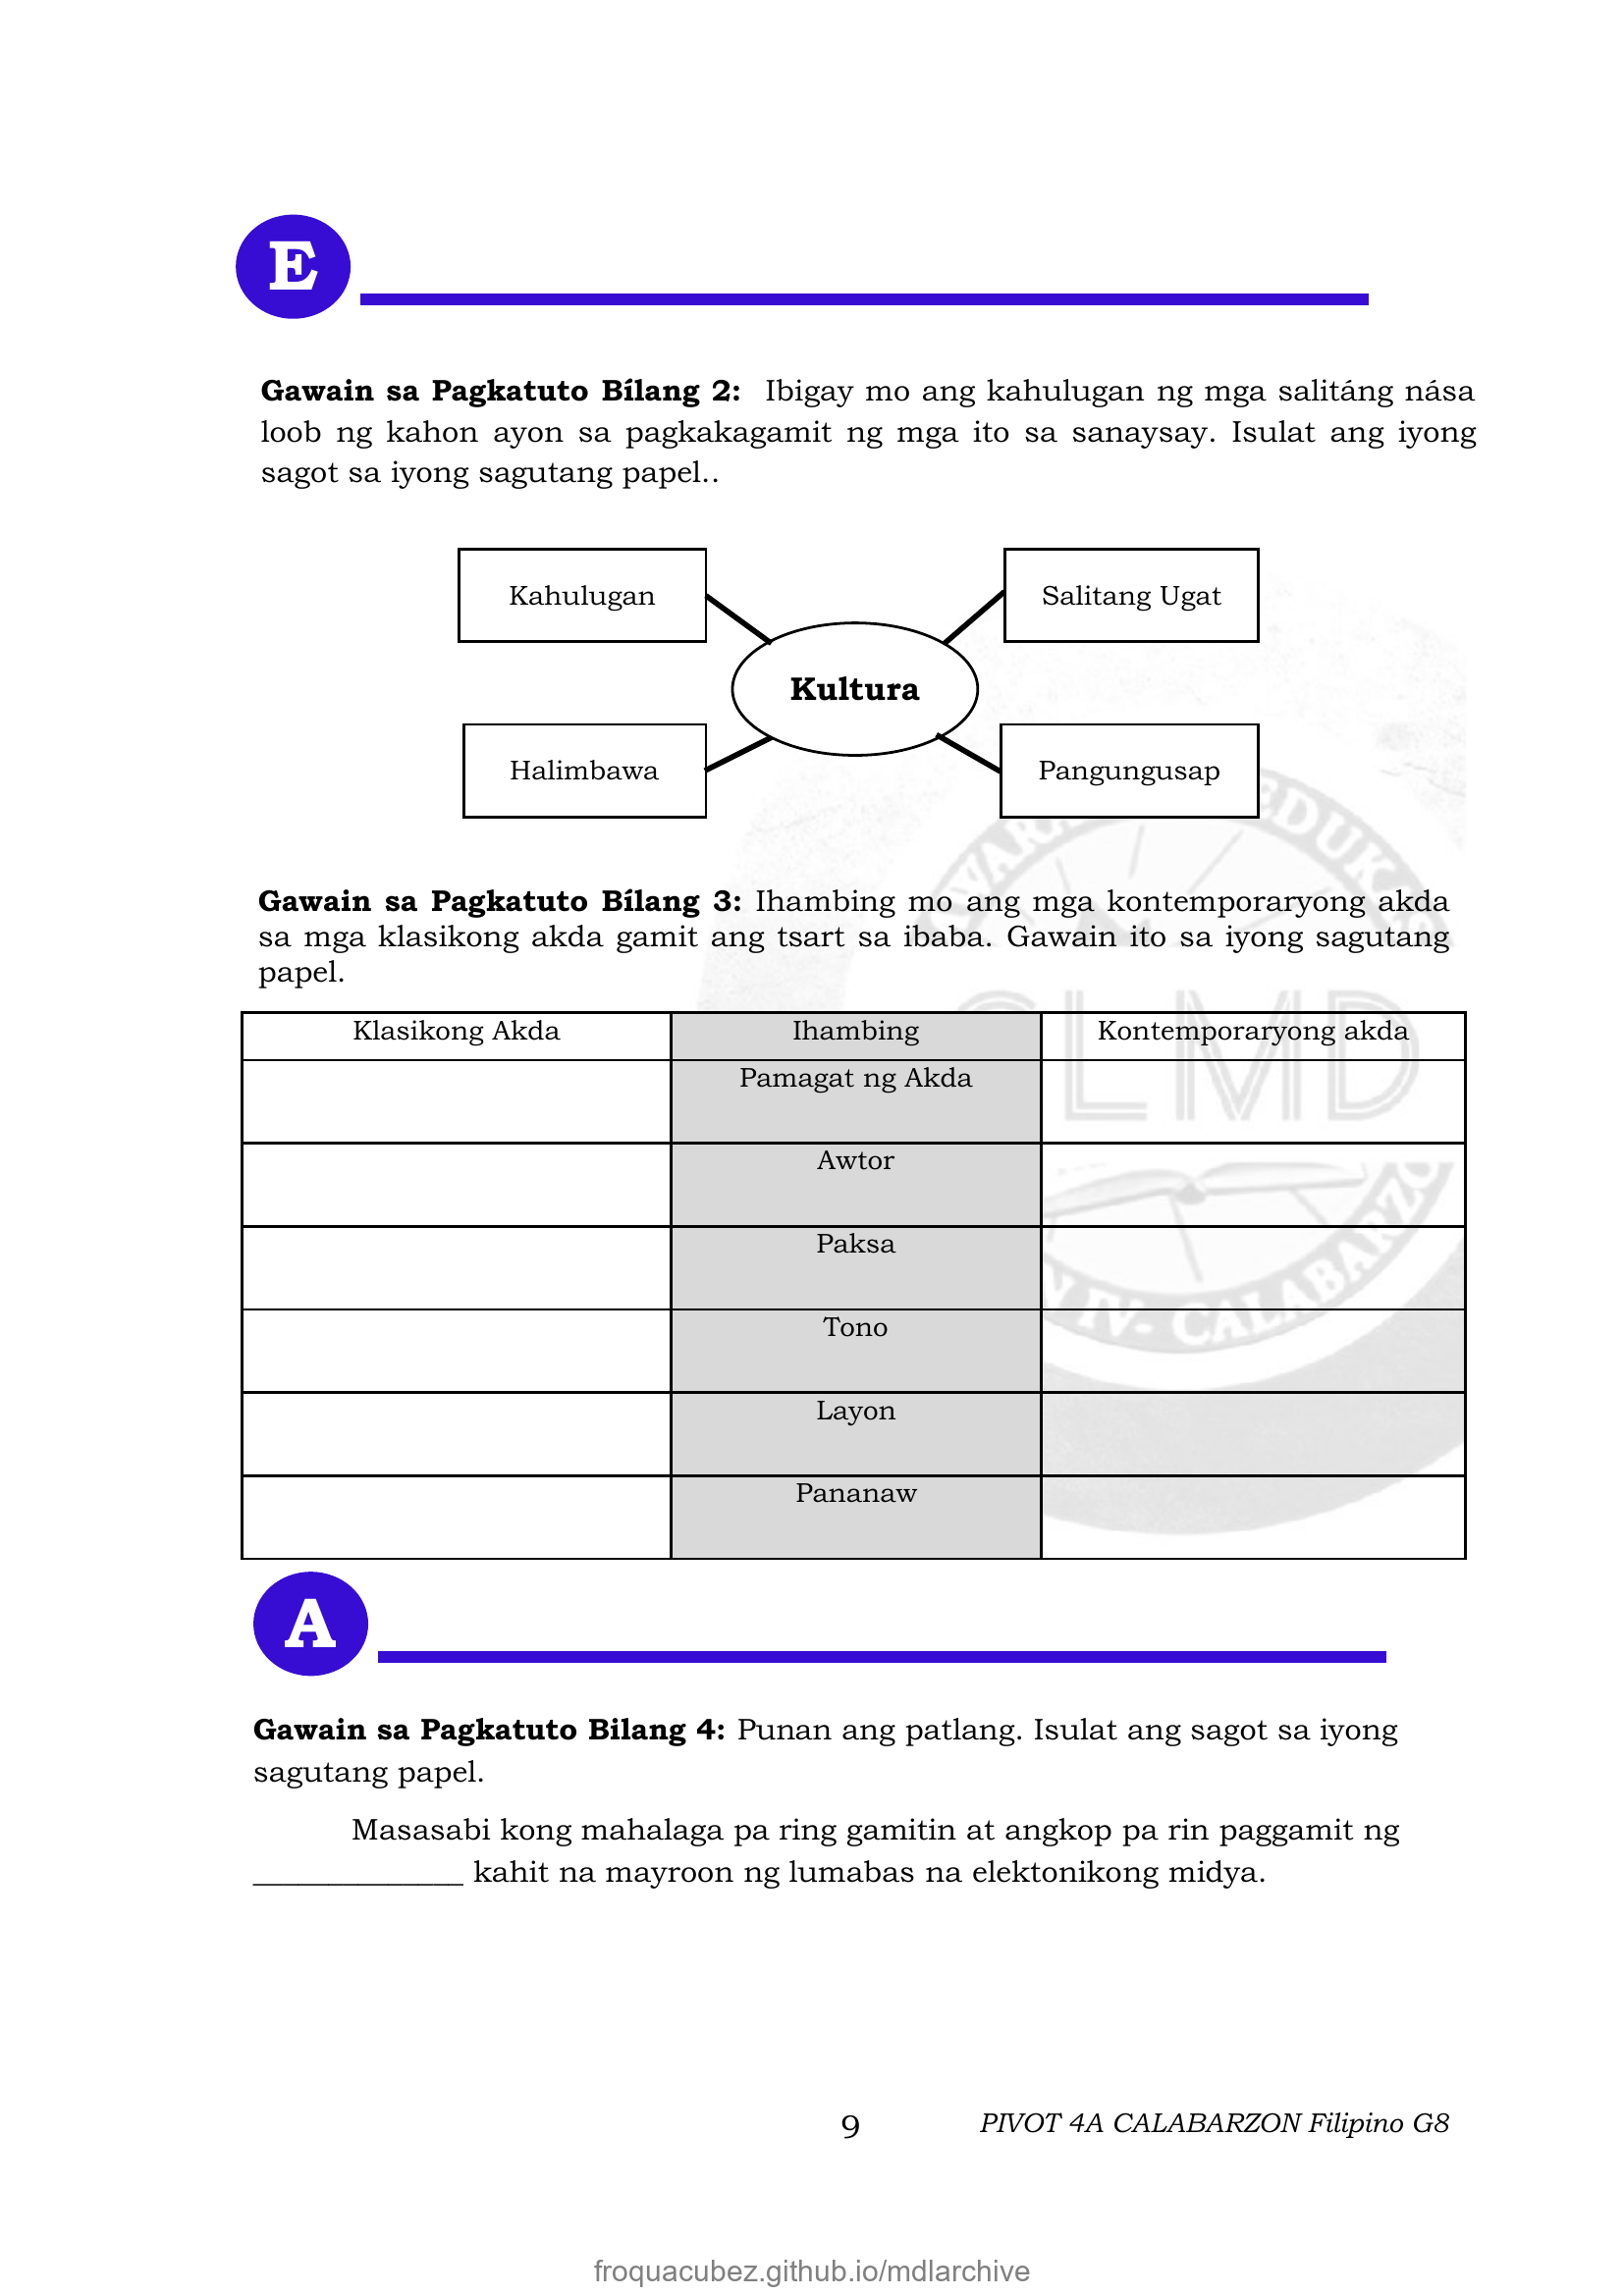 E
Gawain sa Pagkatuto Bílang 2: Ibigay mo ang kahulugan ng mga salitáng nása
loob ng kahon ayon sa pagkakagamit ng mga ito sa sanaysay. Isulat ang iyong
sagot sa iyong sagutang papel..
Kahulugan
Salitang Ugat
Kultura
Halimbawa
Pangungusap
Gawain sa Pagkatuto Bílang 3: Ihambing mo ang mga kontemporaryong akda
sa mga klasikong akda gamit ang tsart sa ibaba. Gawain ito sa iyong sagutang
papel.
Klasikong Akda Ihambing Kontemporaryong akda
Pamagat ng Akda
Awtor
Paksa
Tono
Layon
Pananaw
CLMD
IV- CALABARZO
A
Gawain sa Pagkatuto Bilang 4: Punan ang patlang. Isulat ang sagot sa iyong
sagutang papel.
Masasabi kong mahalaga pa ring gamitin at angkop pa rin paggamit ng
______________ kahit na mayroon ng lumabas na elektonikong midya.
9 PIVOT 4A CALABARZON Filipino G8
froquacubez.github.io/mdlarchive